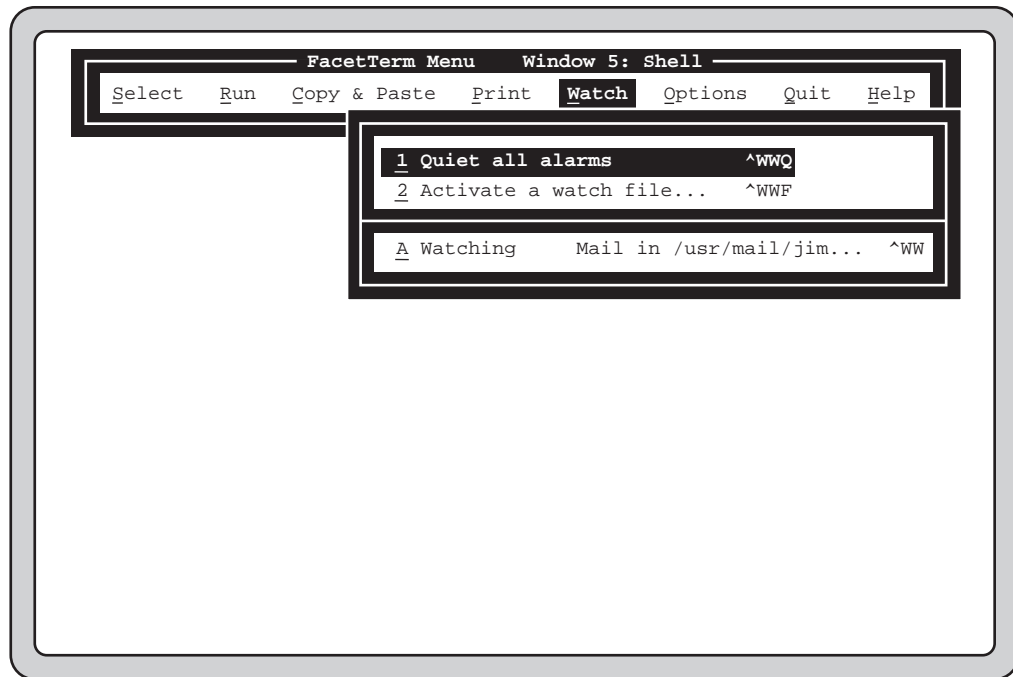 FacetTerm Menu Window 5: Shell
Select Run Copy & Paste Print Watch Options Quit Help
1 Quiet all alarms ^WWQ
2 Activate a watch file... ^WWF
A Watching Mail in /usr/mail/jim... ^WW